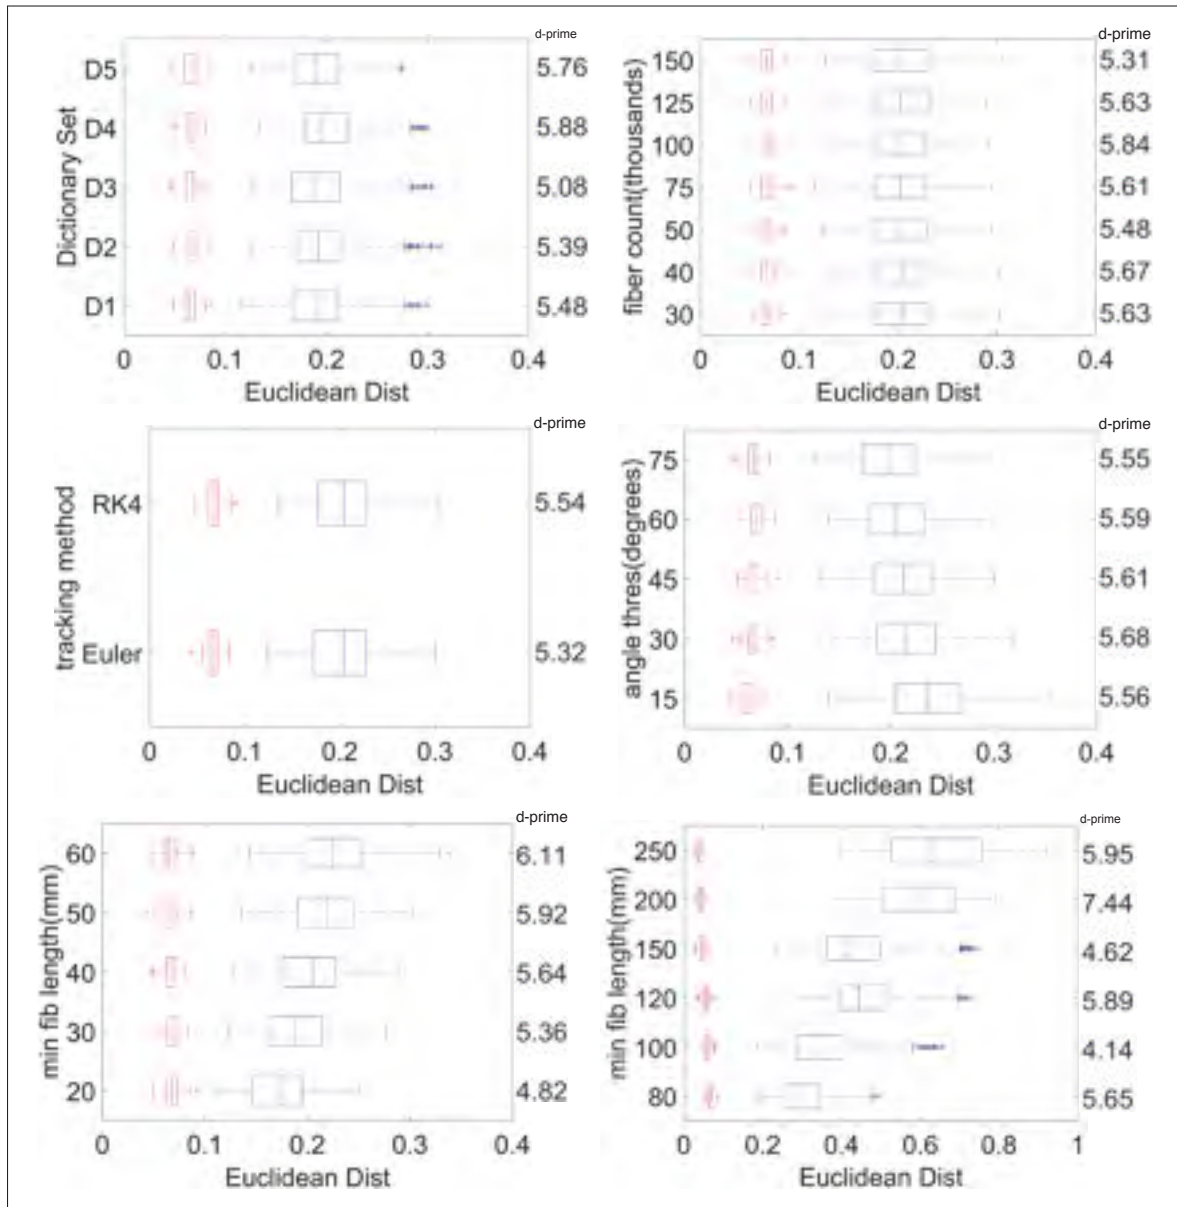 d-prime
Dictionary Set
D5 5.76
D4 5.88
D3 5.08
D2 5.39
D1 5.48
0 0.1 0.2 0.3 0.4
Euclidean Dist
d-prime
fiber count(thousands)
150 5.31
125 5.63
100 5.84
75 5.61
50 5.48
40 5.67
30 5.63
0 0.1 0.2 0.3 0.4
Euclidean Dist
d-prime
tracking method
RK4 5.54
Euler 5.32
0 0.1 0.2 0.3 0.4
Euclidean Dist
d-prime
angle thres(degrees)
75 5.55
60 5.59
45 5.61
30 5.68
15 5.56
0 0.1 0.2 0.3 0.4
Euclidean Dist
d-prime
min fib length(mm)
60 6.11
50 5.92
40 5.64
30 5.36
20 4.82
0 0.1 0.2 0.3 0.4
Euclidean Dist
d-prime
min fib length(mm)
250 5.95
200 7.44
150 4.62
120 5.89
100 4.14
80 5.65
0 0.2 0.4 0.6 0.8 1
Euclidean Dist